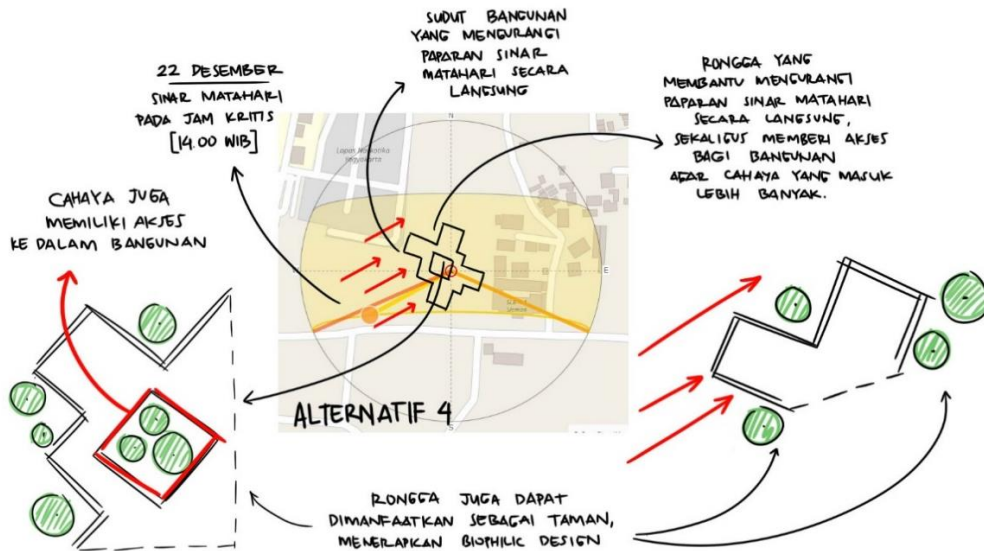 SUDUT BANGUNAN
YANG MENGURANGI
PAPARAN SINAR
MATAHARI SECARA
LANGSUNG
22 DESEMBER
SINAR MATAHARI
PADA JAM KRITIS
[14.00 WIB]
RONGGA YANG
MEMBANTU MENGURANGI
PAPARAN SINAR MATAHARI
SECARA LANGSUNG,
SEKALIGUS MEMBERI AKSES
BAGI BANGUNAN
AGAR CAHAYA YANG MASUK
LEBIH BANYAK.
CAHAYA JUGA
MEMILIKI AKSES
KE DALAM BANGUNAN
N
Lapas Narkotika
Yogyakarta
E
S
ALTERNATIF 4
RONGGA JUGA DAPAT
DIMANFAATKAN SEBAGAI TAMAN,
MENERAPKAN BIOPHILIC DESIGN